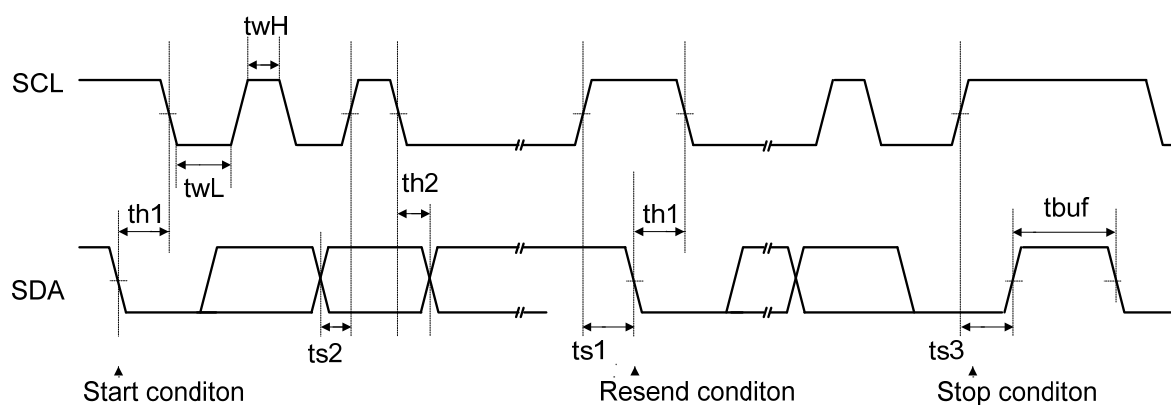 twH
SCL
twL
th2
th1
th1
tbuf
SDA
ts2
ts1
ts3
Start conditon
Resend conditon
Stop conditon